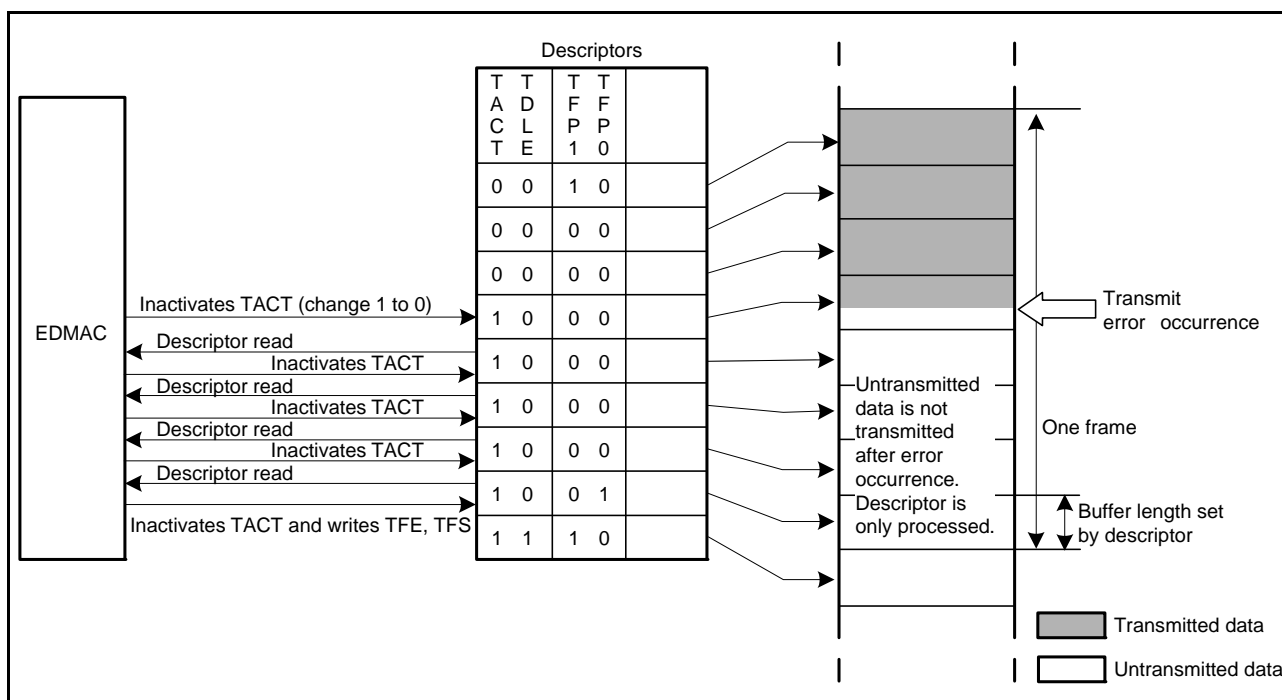 Descriptors
TACT TDLE TFP1 TFP0
0 0 1 0
0 0 0 0
0 0 0 0
Inactivates TACT (change 1 to 0)
1 0 0 0
EDMAC
Descriptor read
Inactivates TACT
1 0 0 0
Descriptor read
Inactivates TACT
1 0 0 0
Descriptor read
Inactivates TACT
1 0 0 0
Descriptor read
1 0 0 1
Inactivates TACT and writes TFE, TFS
1 1 1 0
Transmit
error occurrence
Untransmitted
data is not
transmitted
after error
occurrence.
Descriptor is
only processed.
One frame
Buffer length set
by descriptor
Transmitted data
Untransmitted data